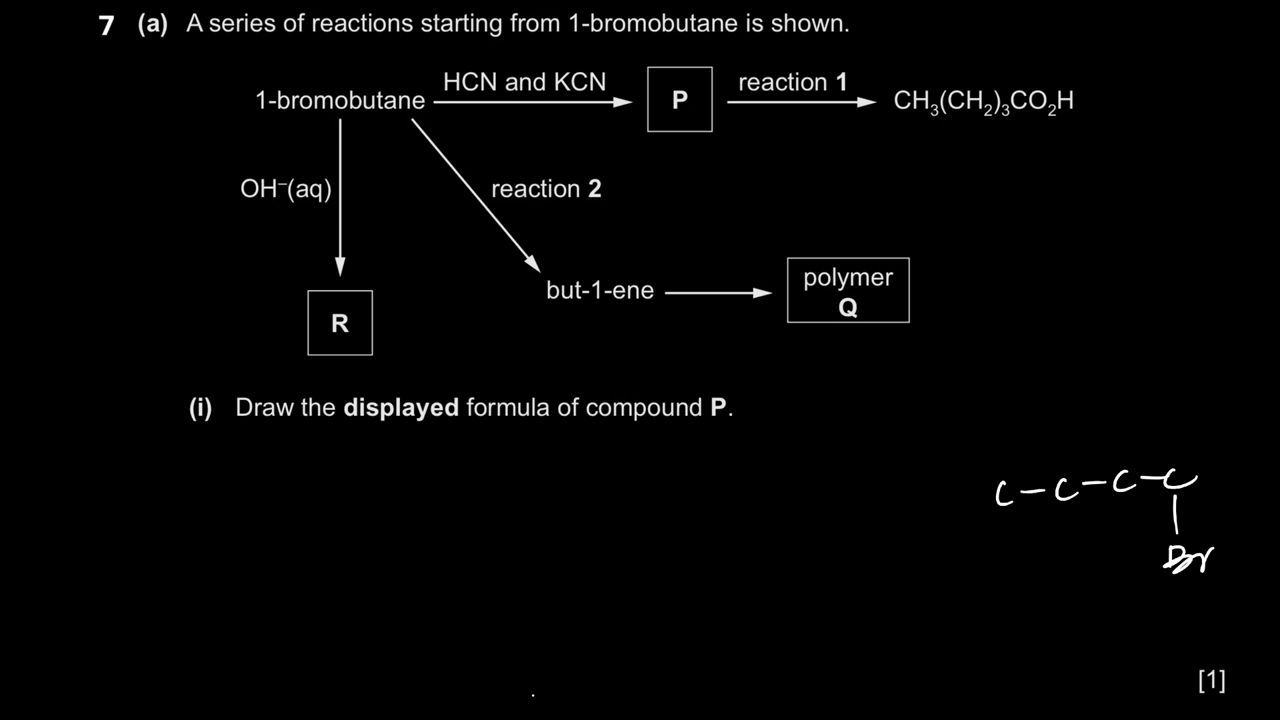 7 (a) A series of reactions starting from 1-bromobutane is shown.
HCN and KCN
reaction 1
1-bromobutane
P
CH₃(CH₂)₃CO₂H
OH⁻(aq)
reaction 2
but-1-ene
polymer
Q
R
(i) Draw the displayed formula of compound P.
C-C-C-C
Br
[1]